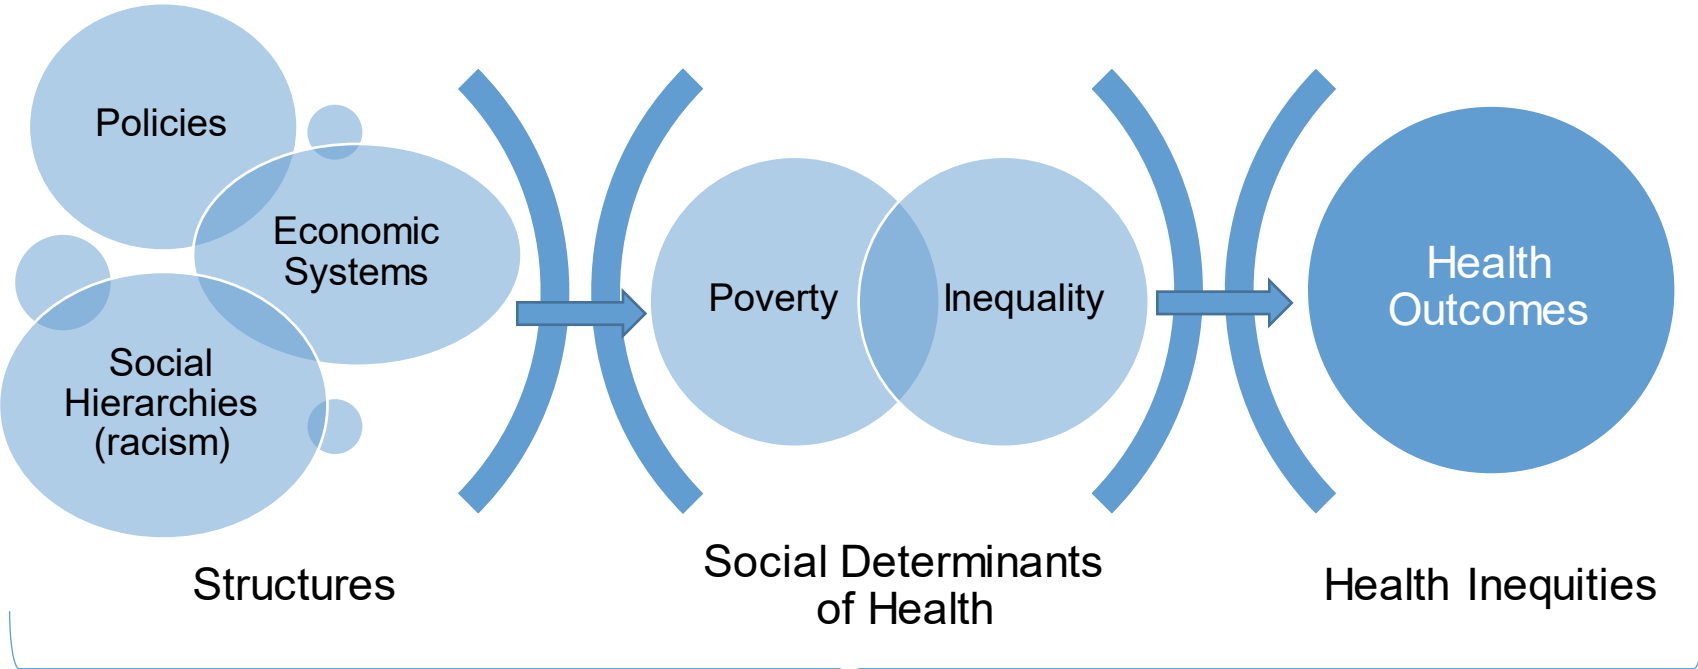 Policies
Economic
Systems
Social
Hierarchies
(racism)
Structures
Poverty
Inequality
Social Determinants
of Health
Health
Outcomes
Health Inequities